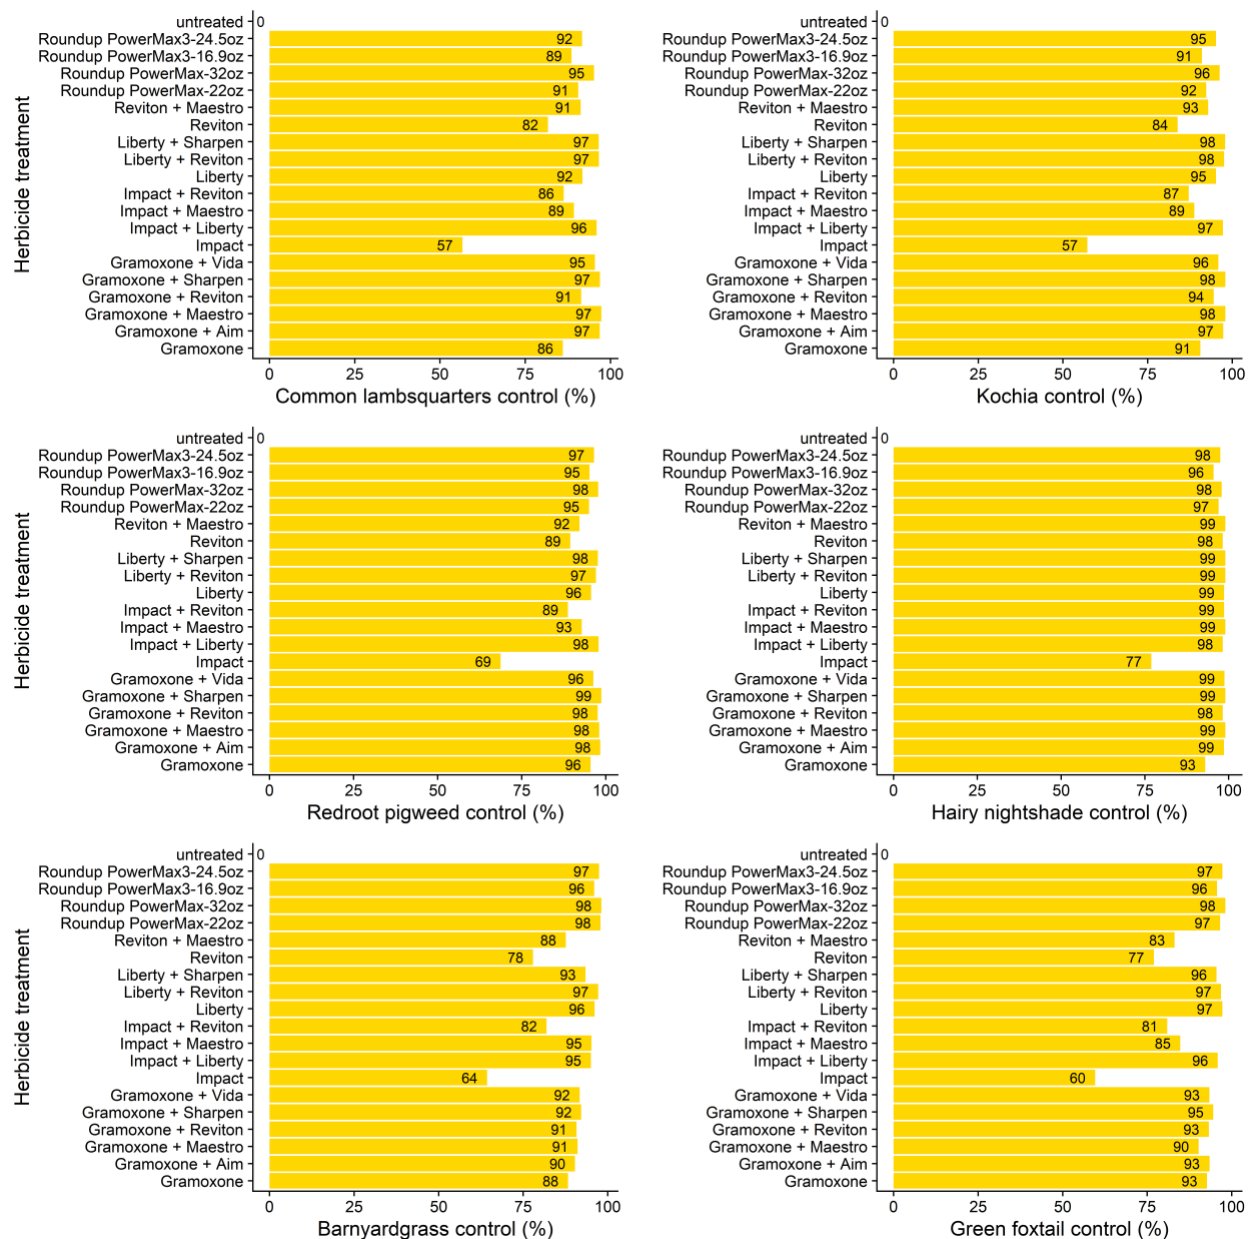 Herbicide treatment
untreated 0
Roundup PowerMax3-24.5oz 92
Roundup PowerMax3-16.9oz 89
Roundup PowerMax-32oz 95
Roundup PowerMax-22oz 91
Reviton + Maestro 91
Reviton 82
Liberty + Sharpen 97
Liberty + Reviton 97
Liberty 92
Impact + Reviton 86
Impact + Maestro 89
Impact + Liberty 96
Impact 57
Gramoxone + Vida 95
Gramoxone + Sharpen 97
Gramoxone + Reviton 91
Gramoxone + Maestro 97
Gramoxone + Aim 97
Gramoxone 86
0 25 50 75 100
Common lambsquarters control (%)
untreated 0
Roundup PowerMax3-24.5oz 95
Roundup PowerMax3-16.9oz 91
Roundup PowerMax-32oz 96
Roundup PowerMax-22oz 92
Reviton + Maestro 93
Reviton 84
Liberty + Sharpen 98
Liberty + Reviton 98
Liberty 95
Impact + Reviton 87
Impact + Maestro 89
Impact + Liberty 97
Impact 57
Gramoxone + Vida 96
Gramoxone + Sharpen 98
Gramoxone + Reviton 94
Gramoxone + Maestro 98
Gramoxone + Aim 97
Gramoxone 91
0 25 50 75 100
Kochia control (%)
Herbicide treatment
untreated 0
Roundup PowerMax3-24.5oz 97
Roundup PowerMax3-16.9oz 95
Roundup PowerMax-32oz 98
Roundup PowerMax-22oz 95
Reviton + Maestro 92
Reviton 89
Liberty + Sharpen 98
Liberty + Reviton 97
Liberty 96
Impact + Reviton 89
Impact + Maestro 93
Impact + Liberty 98
Impact 69
Gramoxone + Vida 96
Gramoxone + Sharpen 99
Gramoxone + Reviton 98
Gramoxone + Maestro 98
Gramoxone + Aim 98
Gramoxone 96
0 25 50 75 100
Redroot pigweed control (%)
untreated 0
Roundup PowerMax3-24.5oz 98
Roundup PowerMax3-16.9oz 96
Roundup PowerMax-32oz 98
Roundup PowerMax-22oz 97
Reviton + Maestro 99
Reviton 98
Liberty + Sharpen 99
Liberty + Reviton 99
Liberty 99
Impact + Reviton 99
Impact + Maestro 99
Impact + Liberty 98
Impact 77
Gramoxone + Vida 99
Gramoxone + Sharpen 99
Gramoxone + Reviton 98
Gramoxone + Maestro 99
Gramoxone + Aim 99
Gramoxone 93
0 25 50 75 100
Hairy nightshade control (%)
Herbicide treatment
untreated 0
Roundup PowerMax3-24.5oz 97
Roundup PowerMax3-16.9oz 96
Roundup PowerMax-32oz 98
Roundup PowerMax-22oz 98
Reviton + Maestro 88
Reviton 78
Liberty + Sharpen 93
Liberty + Reviton 97
Liberty 96
Impact + Reviton 82
Impact + Maestro 95
Impact + Liberty 95
Impact 64
Gramoxone + Vida 92
Gramoxone + Sharpen 92
Gramoxone + Reviton 91
Gramoxone + Maestro 91
Gramoxone + Aim 90
Gramoxone 88
0 25 50 75 100
Barnyardgrass control (%)
untreated 0
Roundup PowerMax3-24.5oz 97
Roundup PowerMax3-16.9oz 96
Roundup PowerMax-32oz 98
Roundup PowerMax-22oz 97
Reviton + Maestro 83
Reviton 77
Liberty + Sharpen 96
Liberty + Reviton 97
Liberty 97
Impact + Reviton 81
Impact + Maestro 85
Impact + Liberty 96
Impact 60
Gramoxone + Vida 93
Gramoxone + Sharpen 95
Gramoxone + Reviton 93
Gramoxone + Maestro 90
Gramoxone + Aim 93
Gramoxone 93
0 25 50 75 100
Green foxtail control (%)